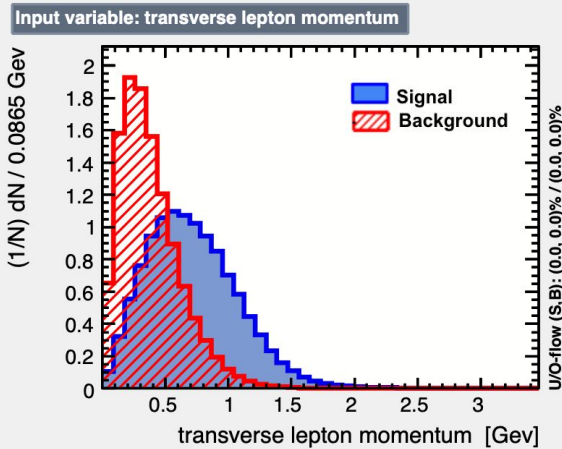 Input variable: transverse lepton momentum
(1/N) dN / 0.0865 Gev
2
1.8
1.6
1.4
1.2
1
0.8
0.6
0.4
0.2
0
Signal
Background
U/O-flow (S,B): (0.0, 0.0)% / (0.0, 0.0)%
0.5 1 1.5 2 2.5 3
transverse lepton momentum [Gev]